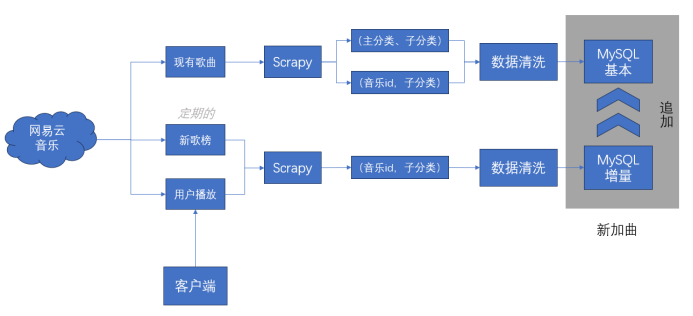 网易云
音乐
现有歌曲
Scrapy
（主分类、子分类）
（音乐id，子分类）
数据清洗
MySQL
基本
追
加
定期的
新歌榜
用户播放
Scrapy
（音乐id，子分类）
数据清洗
MySQL
增量
新加曲
客户端